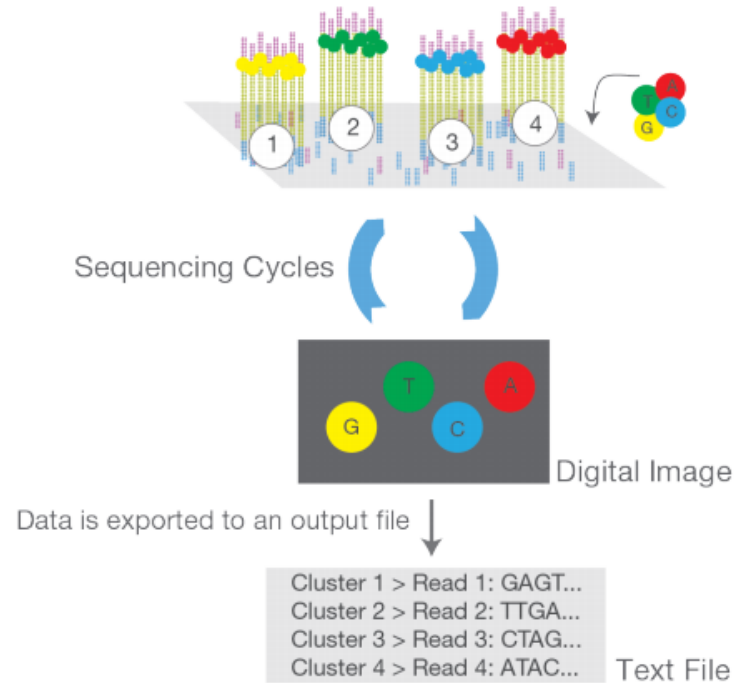 A
T
C
G
1
2
3
4
Sequencing Cycles
T
A
G
C
Digital Image
Data is exported to an output file
Cluster 1 > Read 1: GAGT...
Cluster 2 > Read 2: TTGA...
Cluster 3 > Read 3: CTAG...
Cluster 4 > Read 4: ATAC...
Text File